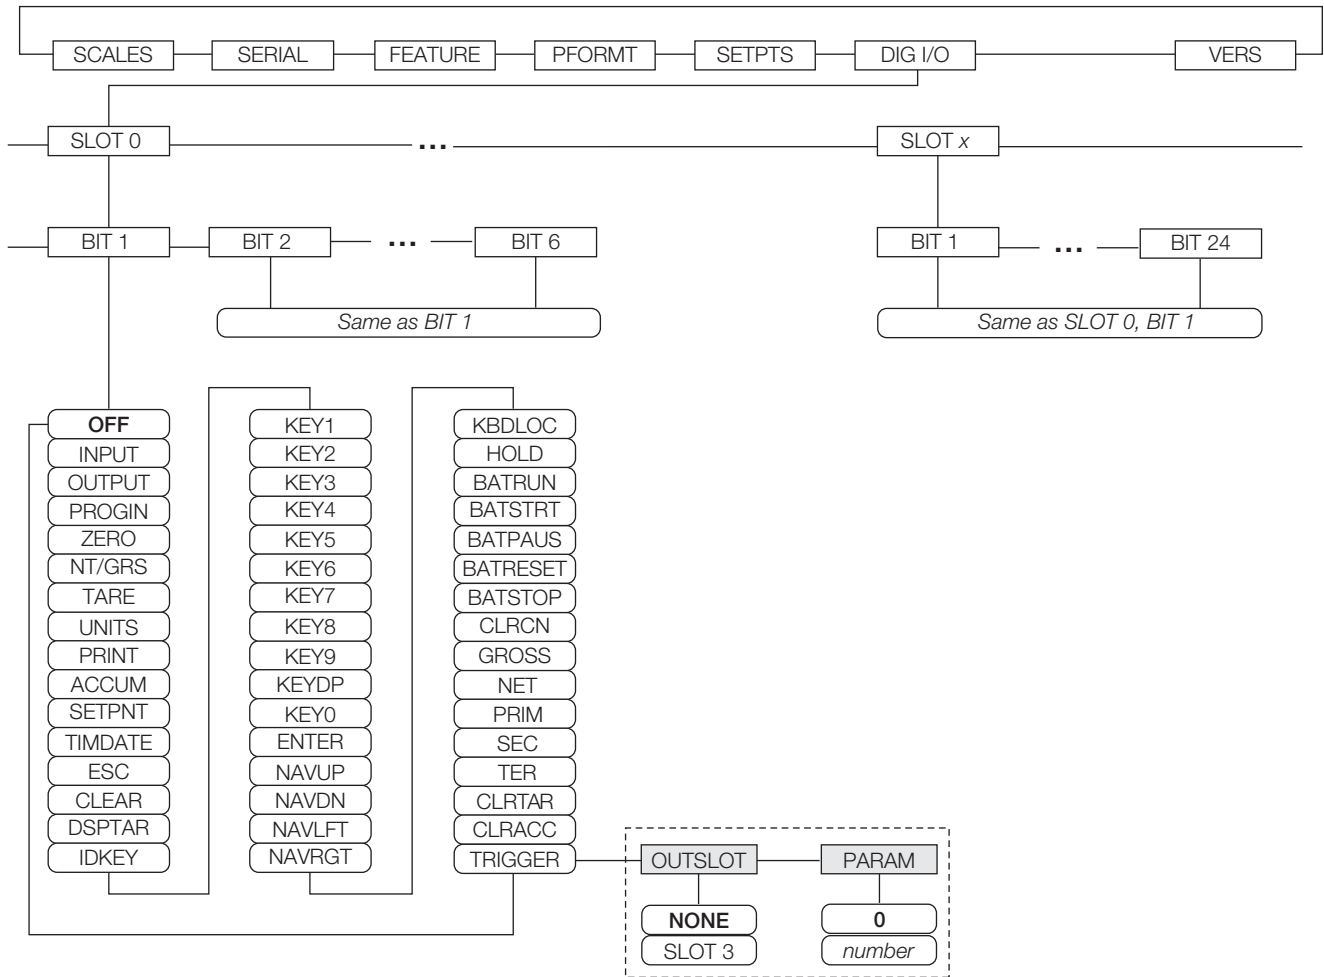 SCALES SERIAL FEATURE PFORMT SETPTS DIG I/O VERS
SLOT 0 ... SLOT x
BIT 1 BIT 2 ... BIT 6 BIT 1 ... BIT 24
Same as BIT 1 Same as SLOT 0, BIT 1
OFF
INPUT
OUTPUT
PROGIN
ZERO
NT/GRS
TARE
UNITS
PRINT
ACCUM
SETPNT
TIMDATE
ESC
CLEAR
DSPTAR
IDKEY
KEY1
KEY2
KEY3
KEY4
KEY5
KEY6
KEY7
KEY8
KEY9
KEYDP
KEY0
ENTER
NAVUP
NAVDN
NAVLFT
NAVRGT
KBDLOC
HOLD
BATRUN
BATSTRT
BATPAUS
BATRESET
BATSTOP
CLRCN
GROSS
NET
PRIM
SEC
TER
CLRTAR
CLRACC
TRIGGER
OUTSLOT PARAM
NONE 0
SLOT 3 number